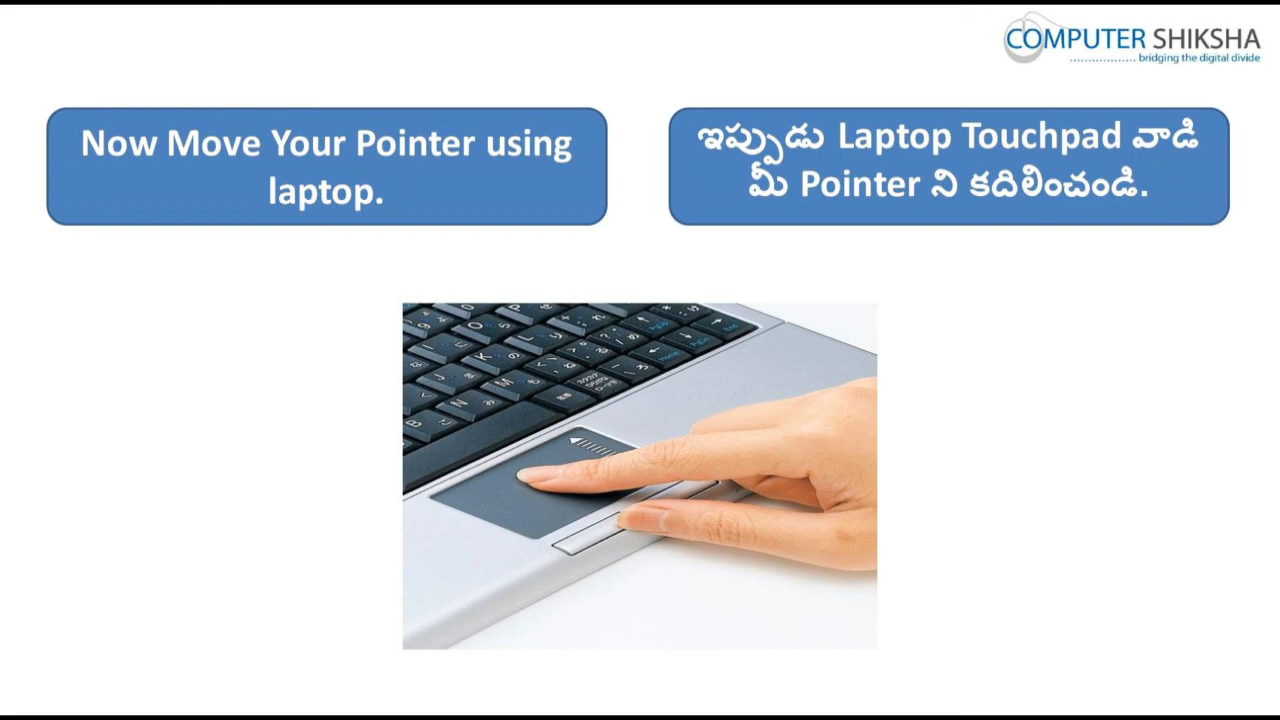 COMPUTER SHIKSHA
bridging the digital divide
Now Move Your Pointer using
laptop.
ఇప్పుడు Laptop Touchpad వాడి
మీ Pointer ని కదిలించండి.